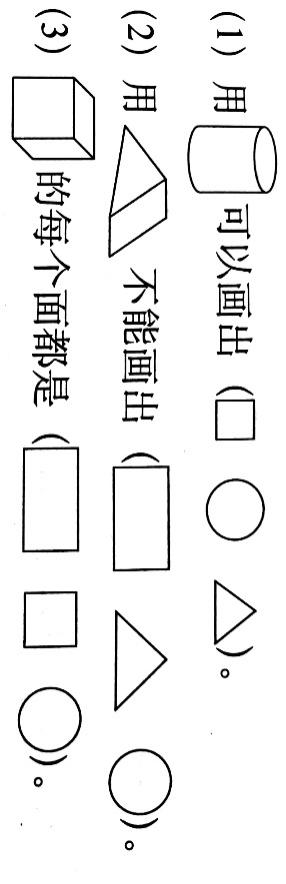 (1) 用 可以画出 ( )。
(2) 用 不能画出 ( )。
(3) 的每个面都是 ( )。